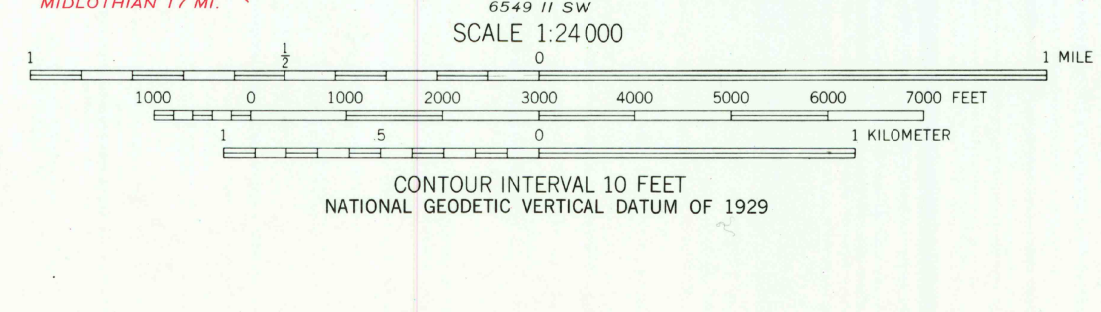 MIDLOTHIAN 17 MI.
6549 II SW
SCALE 1:24 000
1 ½ 0 1 MILE
1000 0 1000 2000 3000 4000 5000 6000 7000 FEET
1 .5 0 1 KILOMETER
CONTOUR INTERVAL 10 FEET
NATIONAL GEODETIC VERTICAL DATUM OF 1929